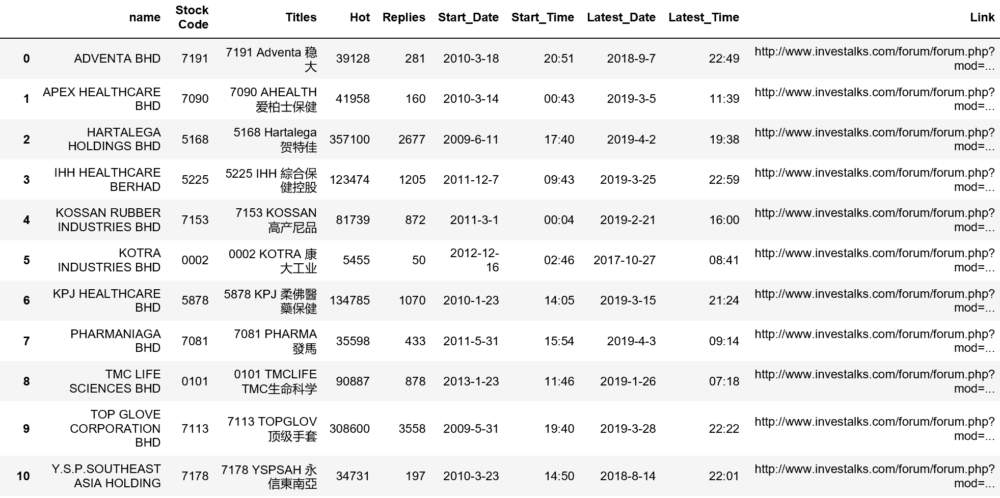 name Stock Code Titles Hot Replies Start_Date Start_Time Latest_Date Latest_Time Link
0 ADVENTA BHD 7191 7191 Adventa 稳大 39128 281 2010-3-18 20:51 2018-9-7 22:49 http://www.investalks.com/forum/forum.php?mod=...
1 APEX HEALTHCARE BHD 7090 7090 AHEALTH 爱柏士保健 41958 160 2010-3-14 00:43 2019-3-5 11:39 http://www.investalks.com/forum/forum.php?mod=...
2 HARTALEGA HOLDINGS BHD 5168 5168 Hartalega 贺特佳 357100 2677 2009-6-11 17:40 2019-4-2 19:38 http://www.investalks.com/forum/forum.php?mod=...
3 IHH HEALTHCARE BERHAD 5225 5225 IHH 綜合保健控股 123474 1205 2011-12-7 09:43 2019-3-25 22:59 http://www.investalks.com/forum/forum.php?mod=...
4 KOSSAN RUBBER INDUSTRIES BHD 7153 7153 KOSSAN 高产尼品 81739 872 2011-3-1 00:04 2019-2-21 16:00 http://www.investalks.com/forum/forum.php?mod=...
5 KOTRA INDUSTRIES BHD 0002 0002 KOTRA 康大工业 5455 50 2012-12-16 02:46 2017-10-27 08:41 http://www.investalks.com/forum/forum.php?mod=...
6 KPJ HEALTHCARE BHD 5878 5878 KPJ 柔佛醫藥保健 134785 1070 2010-1-23 14:05 2019-3-15 21:24 http://www.investalks.com/forum/forum.php?mod=...
7 PHARMANIAGA BHD 7081 7081 PHARMA 發馬 35598 433 2011-5-31 15:54 2019-4-3 09:14 http://www.investalks.com/forum/forum.php?mod=...
8 TMC LIFE SCIENCES BHD 0101 0101 TMCLIFE TMC生命科学 90887 878 2013-1-23 11:46 2019-1-26 07:18 http://www.investalks.com/forum/forum.php?mod=...
9 TOP GLOVE CORPORATION BHD 7113 7113 TOPGLOV 顶级手套 308600 3558 2009-5-31 19:40 2019-3-28 22:22 http://www.investalks.com/forum/forum.php?mod=...
10 Y.S.P.SOUTHEAST ASIA HOLDING 7178 7178 YSPSAH 永信東南亞 34731 197 2010-3-23 14:50 2018-8-14 22:01 http://www.investalks.com/forum/forum.php?mod=...